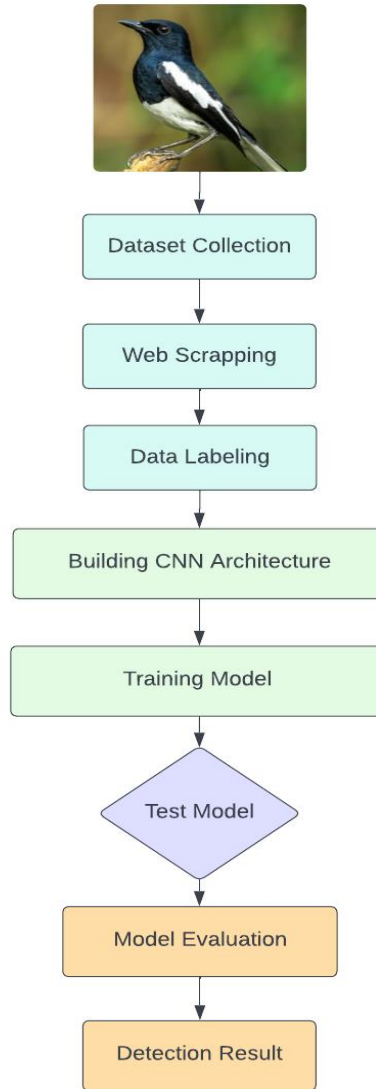 Dataset Collection
Web Scrapping
Data Labeling
Building CNN Architecture
Training Model
Test Model
Model Evaluation
Detection Result